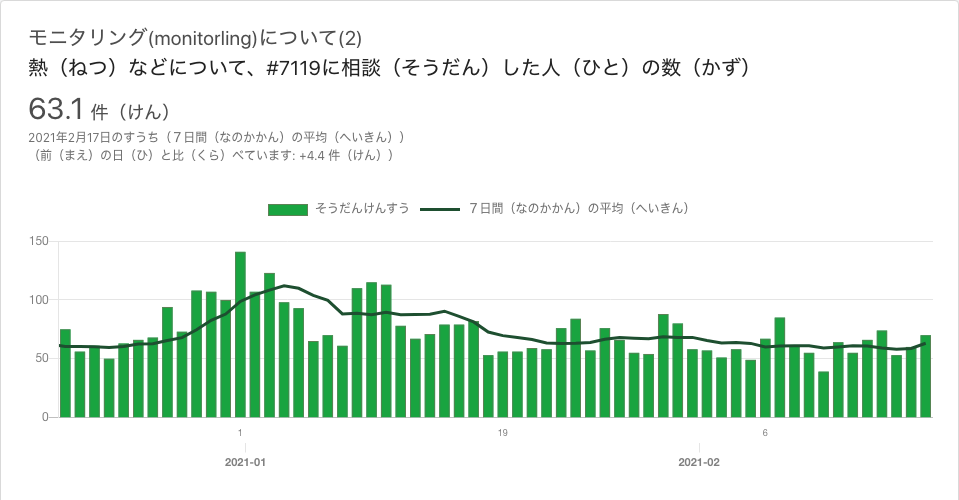 モニタリング(monitorling)について(2)
熱（ねつ）などについて、#7119に相談（そうだん）した人（ひと）の数（かず）
63.1 件（けん）
2021年2月17日のすうち（７日間（なのかかん）の平均（へいきん））
（前（まえ）の日（ひ）と比（くら）べています: +4.4 件（けん））
そうだんけんすう ７日間（なのかかん）の平均（へいきん）
150
100
50
0
1 19 6
2021-01 2021-02